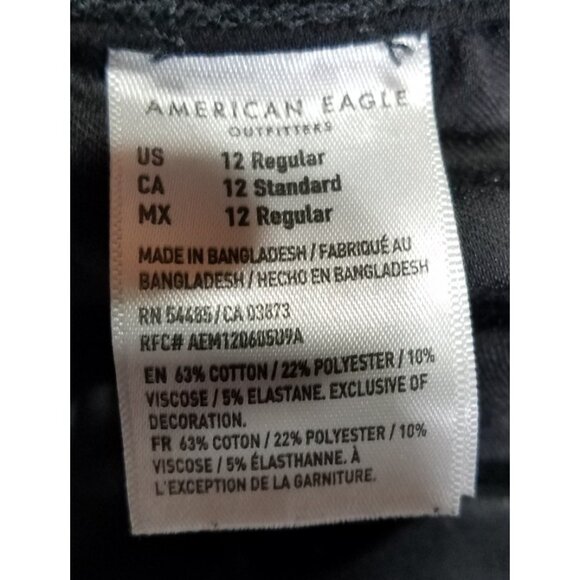 AMERICAN EAGLE
OUTFITTERS
US 12 Regular
CA 12 Standard
MX 12 Regular
MADE IN BANGLADESH / FABRIQUÉ AU
BANGLADESH / HECHO EN BANGLADESH
RN 54485 / CA 03873
RFC# AEM120605U9A
EN 63% COTTON / 22% POLYESTER / 10%
VISCOSE / 5% ELASTANE. EXCLUSIVE OF
DECORATION.
FR 63% COTON / 22% POLYESTER / 10%
VISCOSE / 5% ÉLASTHANNE. À
L'EXCEPTION DE LA GARNITURE.